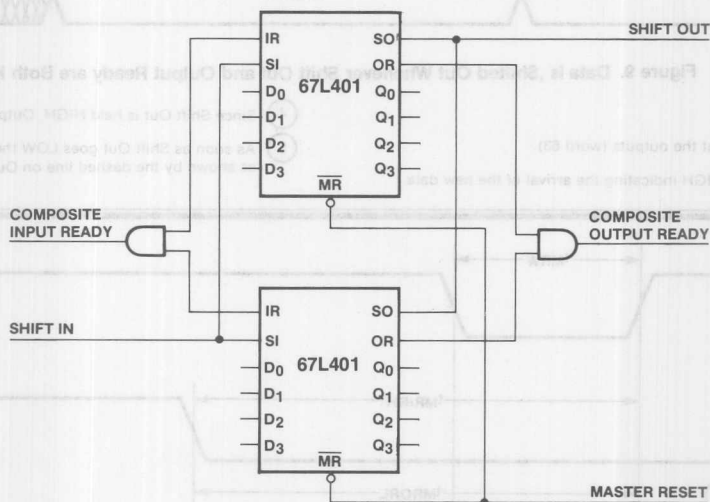 SHIFT OUT
IR
SO
SI
OR
67L401
D0
Q0
D1
Q1
D2
Q2
D3
Q3
MR
COMPOSITE
INPUT READY
COMPOSITE
OUTPUT READY
IR
SO
SHIFT IN
SI
OR
67L401
D0
Q0
D1
Q1
D2
Q2
D3
Q3
MR
MASTER RESET